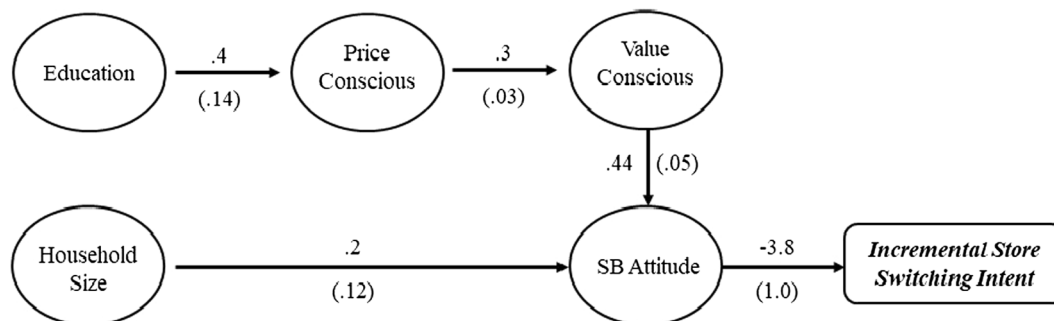 .4
.3
Education
Price
Conscious
Value
Conscious
(.14)
(.03)
.44 (.05)
Household
Size
.2
(.12)
SB Attitude
-3.8
(1.0)
Incremental Store
Switching Intent